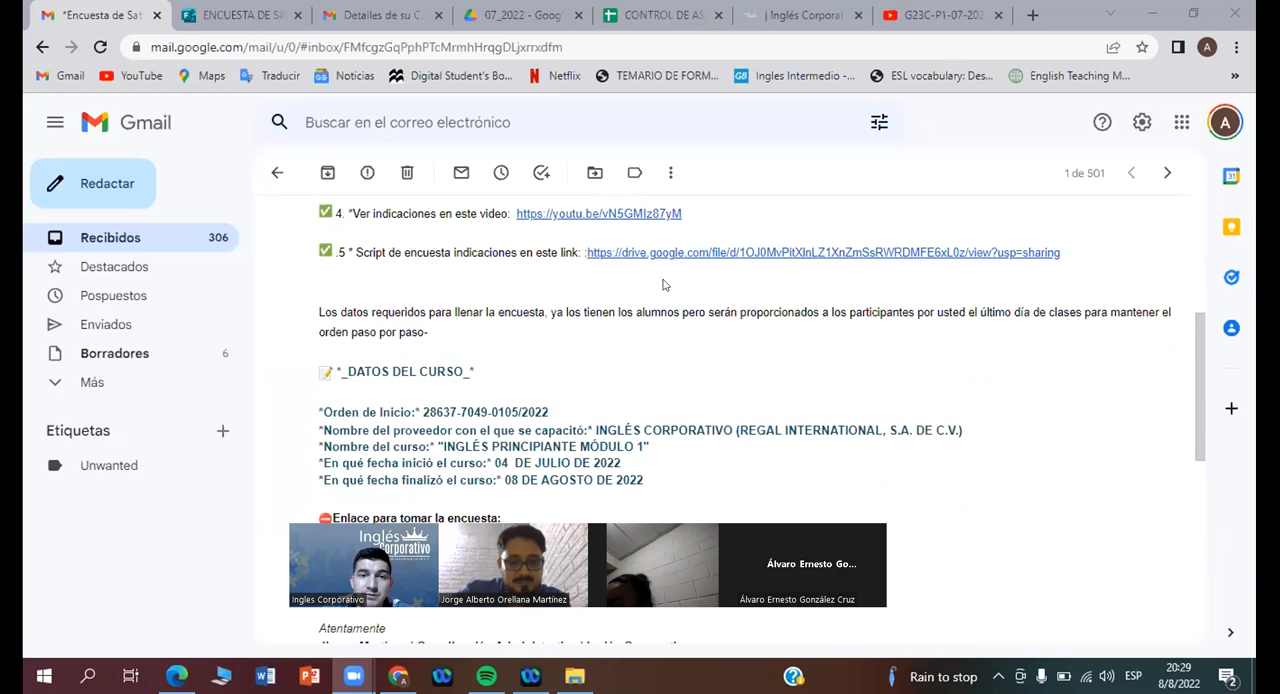 *Encuesta de Sat
ENCUESTA DE SA
Detalles de su C
07_2022 - Goog
CONTROL DE AS
| Inglés Corporat
G23C-P1-07-202
mail.google.com/mail/u/0/#inbox/FMfcgzGqPphPTcMrmhHrqgDLjxrrxdfm
A
Gmail
YouTube
Maps
Traducir
Noticias
Digital Student's Bo...
Netflix
TEMARIO DE FORM...
Ingles Intermedio -...
ESL vocabulary: Des...
English Teaching M...
»
Gmail
Buscar en el correo electrónico
A
Redactar
1 de 501
Recibidos 306
Destacados
Pospuestos
Enviados
Borradores 6
Más
Etiquetas
Unwanted
✅ 4. *Ver indicaciones en este video: https://youtu.be/vN5GMIz87yM
✅ .5 * Script de encuesta indicaciones en este link: :https://drive.google.com/file/d/1OJ0MvPitXInLZ1XnZmSsRWRDMFE6xL0z/view?usp=sharing
Los datos requeridos para llenar la encuesta, ya los tienen los alumnos pero serán proporcionados a los participantes por usted el último día de clases para mantener el
orden paso por paso-
📝 *_DATOS DEL CURSO_*
*Orden de Inicio:* 28637-7049-0105/2022
*Nombre del proveedor con el que se capacitó:* INGLÉS CORPORATIVO (REGAL INTERNATIONAL, S.A. DE C.V.)
*Nombre del curso:* "INGLÉS PRINCIPIANTE MÓDULO 1"
*En qué fecha inició el curso:* 04 DE JULIO DE 2022
*En qué fecha finalizó el curso:* 08 DE AGOSTO DE 2022
⛔Enlace para tomar la encuesta:
Inglés
Corporativo
Ingles Corporativo
Jorge Alberto Orellana Martínez
Álvaro Ernesto Go...
Álvaro Ernesto González Cruz
Atentamente
Rain to stop
ESP
20:29
8/8/2022